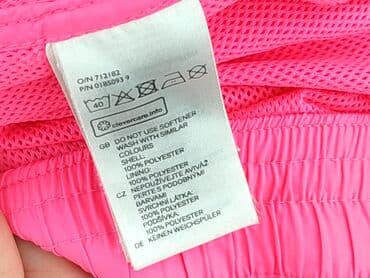 O/N 712182
P/N 0185093 9
40
clevercare.info
GB DO NOT USE SOFTENER
WASH WITH SIMILAR
COLOURS
SHELL:
100% POLYESTER
LINING:
100% POLYESTER
CZ NEPOUŽÍVEJTE AVIVÁŽ
PERTE S PODOBNÝMI
BARVAMI
SVRCHNÍ LÁTKA:
100% POLYESTER
PODŠÍVKA:
100% POLYESTER
DE KEINEN WEICHSPÜLER